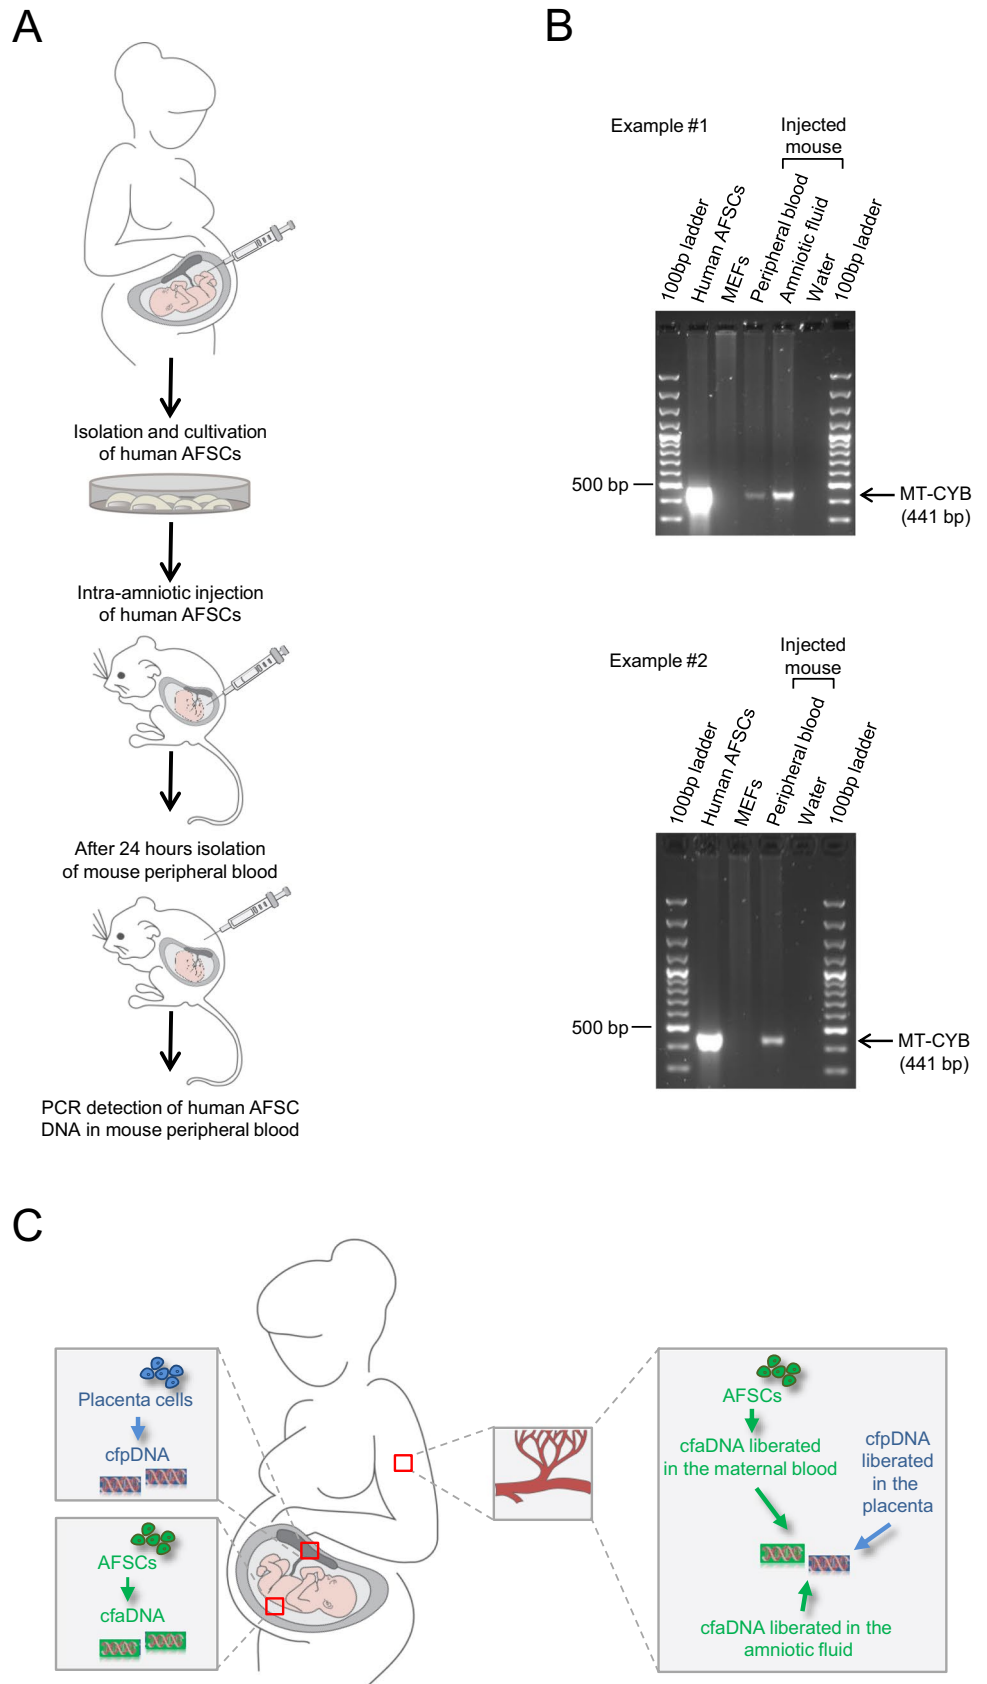 A
Isolation and cultivation
of human AFSCs
Intra-amniotic injection
of human AFSCs
After 24 hours isolation
of mouse peripheral blood
PCR detection of human AFSC
DNA in mouse peripheral blood
B
Example #1
Injected
mouse
100bp ladder
Human AFSCs
MEFs
Peripheral blood
Amniotic fluid
Water
100bp ladder
500 bp
MT-CYB
(441 bp)
Example #2
Injected
mouse
100bp ladder
Human AFSCs
MEFs
Peripheral blood
Water
100bp ladder
500 bp
MT-CYB
(441 bp)
C
Placenta cells
cfpDNA
AFSCs
cfaDNA
AFSCs
cfaDNA liberated
in the maternal blood
cfpDNA
liberated
in the
placenta
cfaDNA liberated in the
amniotic fluid